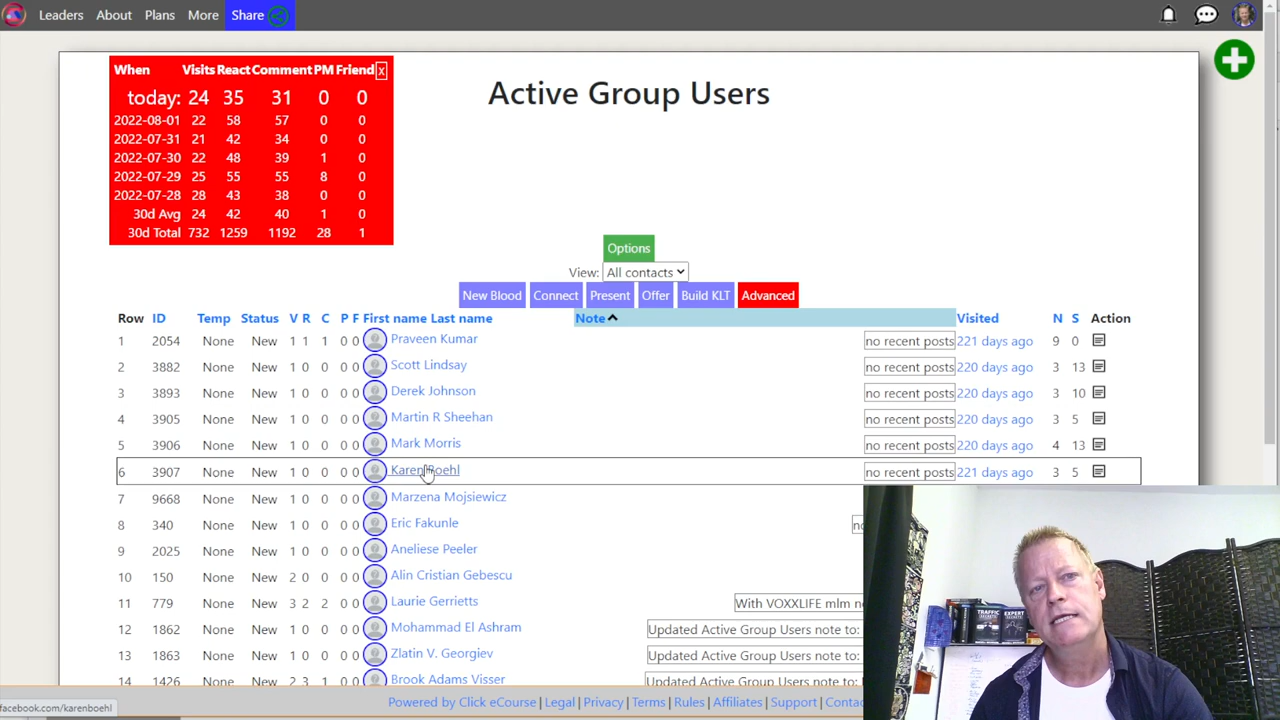 Leaders About Plans More Share
When Visits React Comment PM Friend x
today: 24 35 31 0 0
2022-08-01 22 58 57 0 0
2022-07-31 21 42 34 0 0
2022-07-30 22 48 39 1 0
2022-07-29 25 55 55 8 0
2022-07-28 28 43 38 0 0
30d Avg 24 42 40 1 0
30d Total 732 1259 1192 28 1
Active Group Users
Options
View: All contacts
New Blood Connect Present Offer Build KLT Advanced
Row ID Temp Status V R C P F First name Last name Note Visited N S Action
1 2054 None New 1 1 1 0 0 Praveen Kumar no recent posts 221 days ago 9 0
2 3882 None New 1 0 0 0 0 Scott Lindsay no recent posts 220 days ago 3 13
3 3893 None New 1 0 0 0 0 Derek Johnson no recent posts 220 days ago 3 10
4 3905 None New 1 0 0 0 0 Martin R Sheehan no recent posts 220 days ago 3 5
5 3906 None New 1 0 0 0 0 Mark Morris no recent posts 220 days ago 4 13
6 3907 None New 1 0 0 0 0 Karen Boehl no recent posts 221 days ago 3 5
7 9668 None New 1 0 0 0 0 Marzena Mojsiewicz
8 340 None New 1 0 0 0 0 Eric Fakunle no
9 2025 None New 1 0 0 0 0 Aneliese Peeler
10 150 None New 2 0 0 0 0 Alin Cristian Gebescu
11 779 None New 3 2 2 0 0 Laurie Gerrietts With VOXXLIFE mlm
12 1862 None New 1 0 0 0 0 Mohammad El Ashram Updated Active Group Users note to:
13 1863 None New 1 0 0 0 0 Zlatin V. Georgiev Updated Active Group Users note to:
14 1426 None New 2 3 1 0 0 Brook Adams Visser Updated Active Group Users note to:
TRAFFIC SECRETS EXPERT SECRETS
facebook.com/karenboehl
Powered by Click eCourse | Legal | Privacy | Terms | Rules | Affiliates | Support |